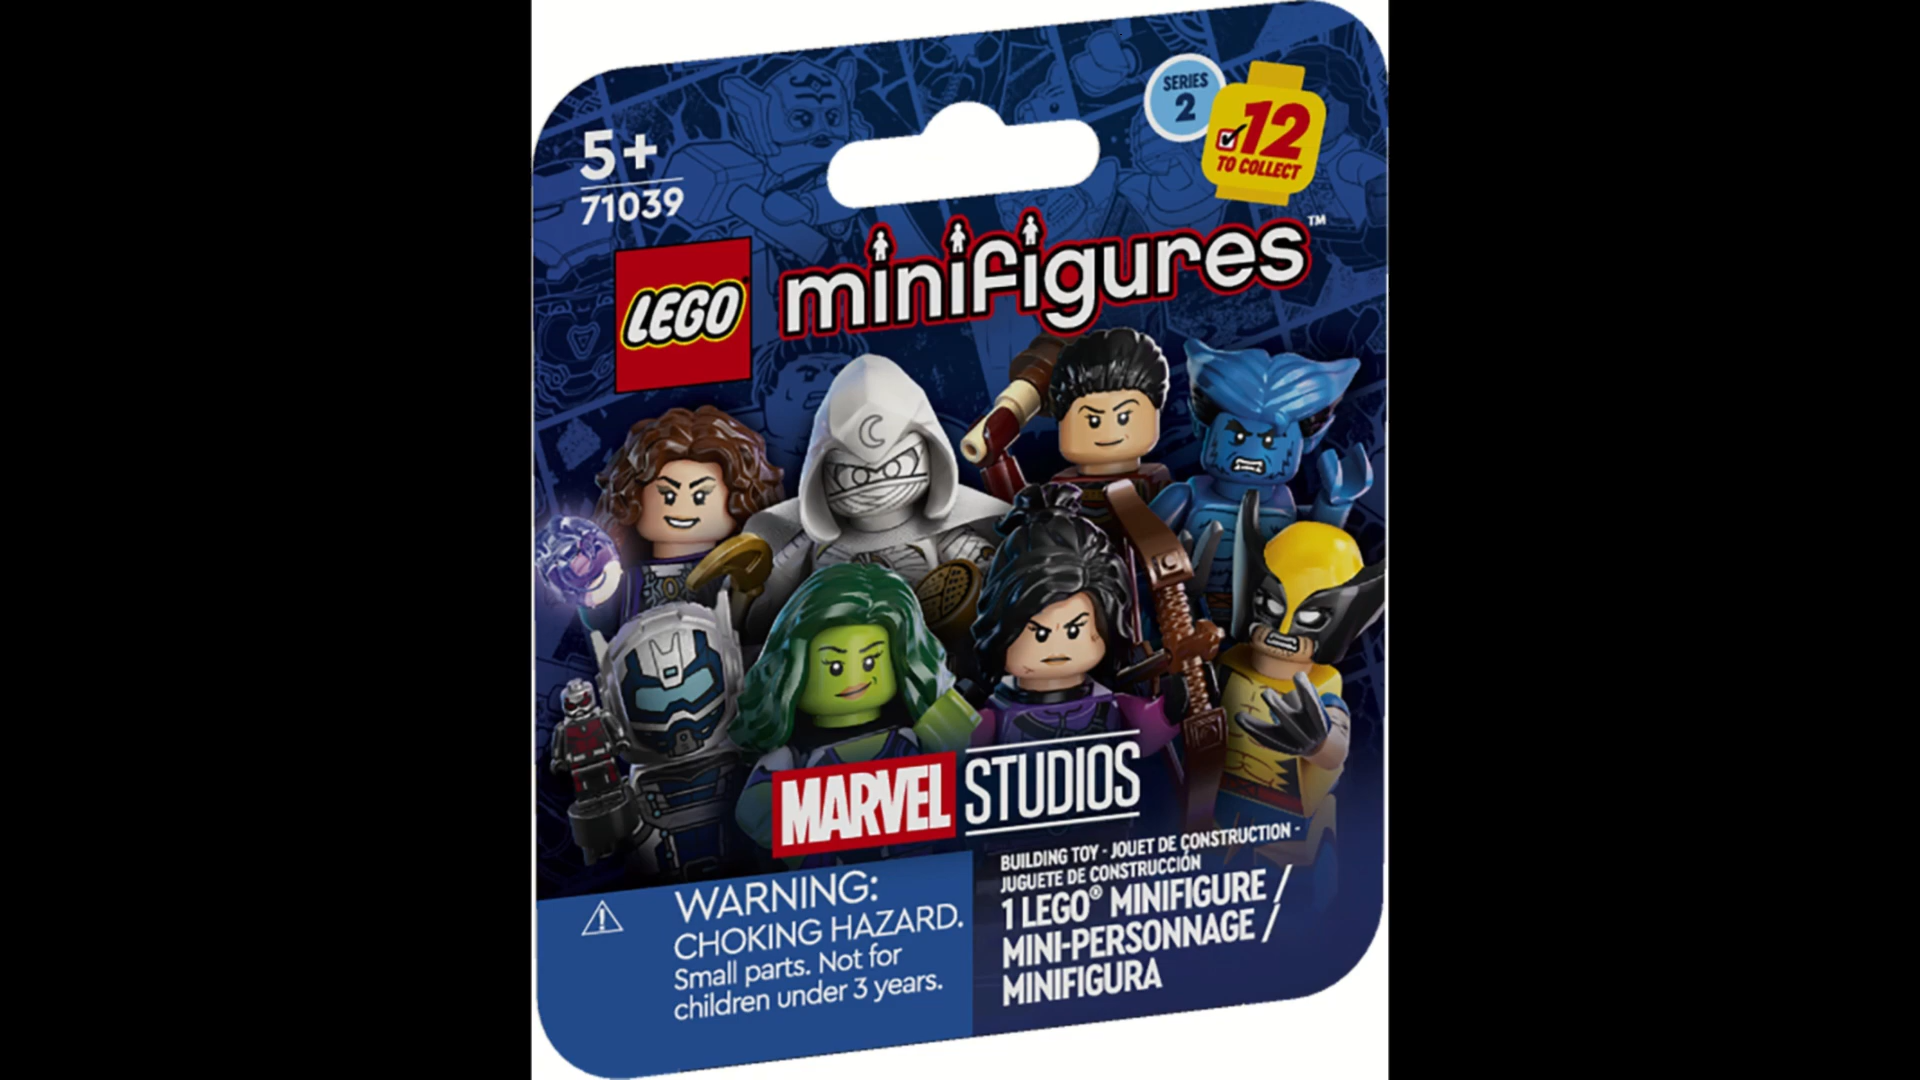 5+
71039
SERIES
2
12
TO COLLECT
LEGO
minifigures™
MARVEL STUDIOS
WARNING:
CHOKING HAZARD.
Small parts. Not for
children under 3 years.
BUILDING TOY - JOUET DE CONSTRUCTION -
JUGUETE DE CONSTRUCCIÓN
1 LEGO® MINIFIGURE /
MINI-PERSONNAGE /
MINIFIGURA